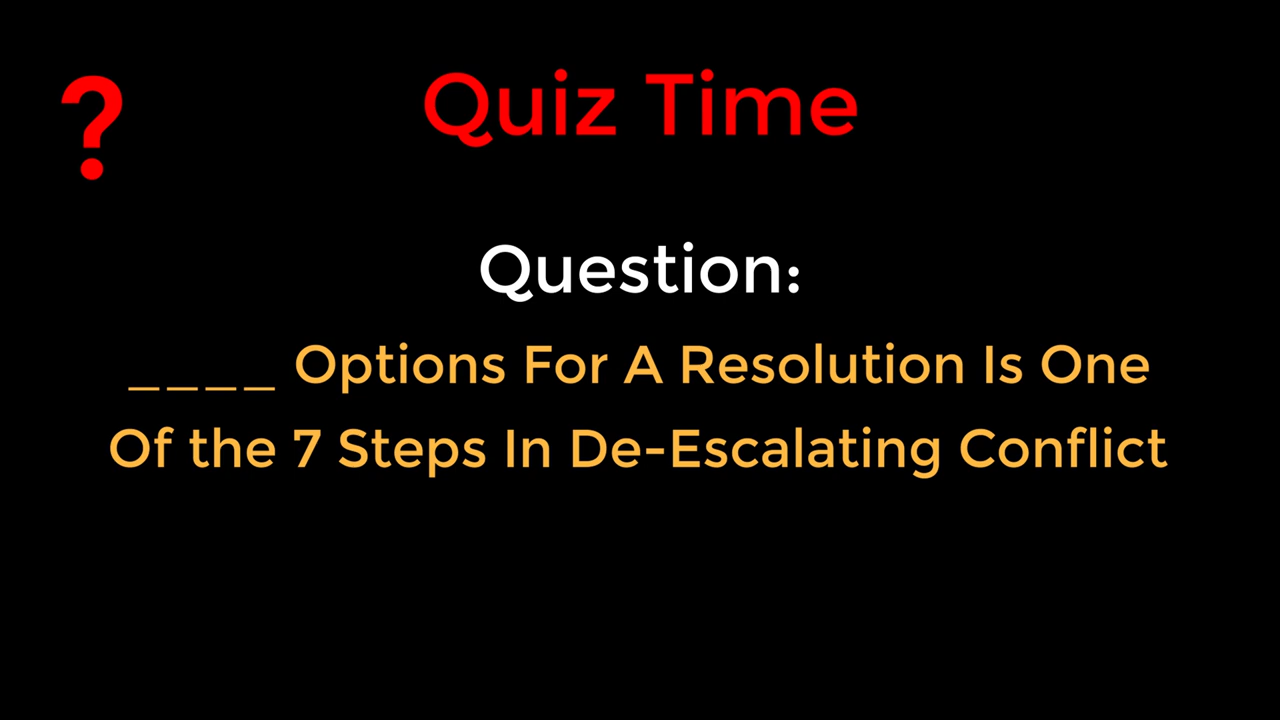 ?
Quiz Time
Question:
____ Options For A Resolution Is One
Of the 7 Steps In De-Escalating Conflict